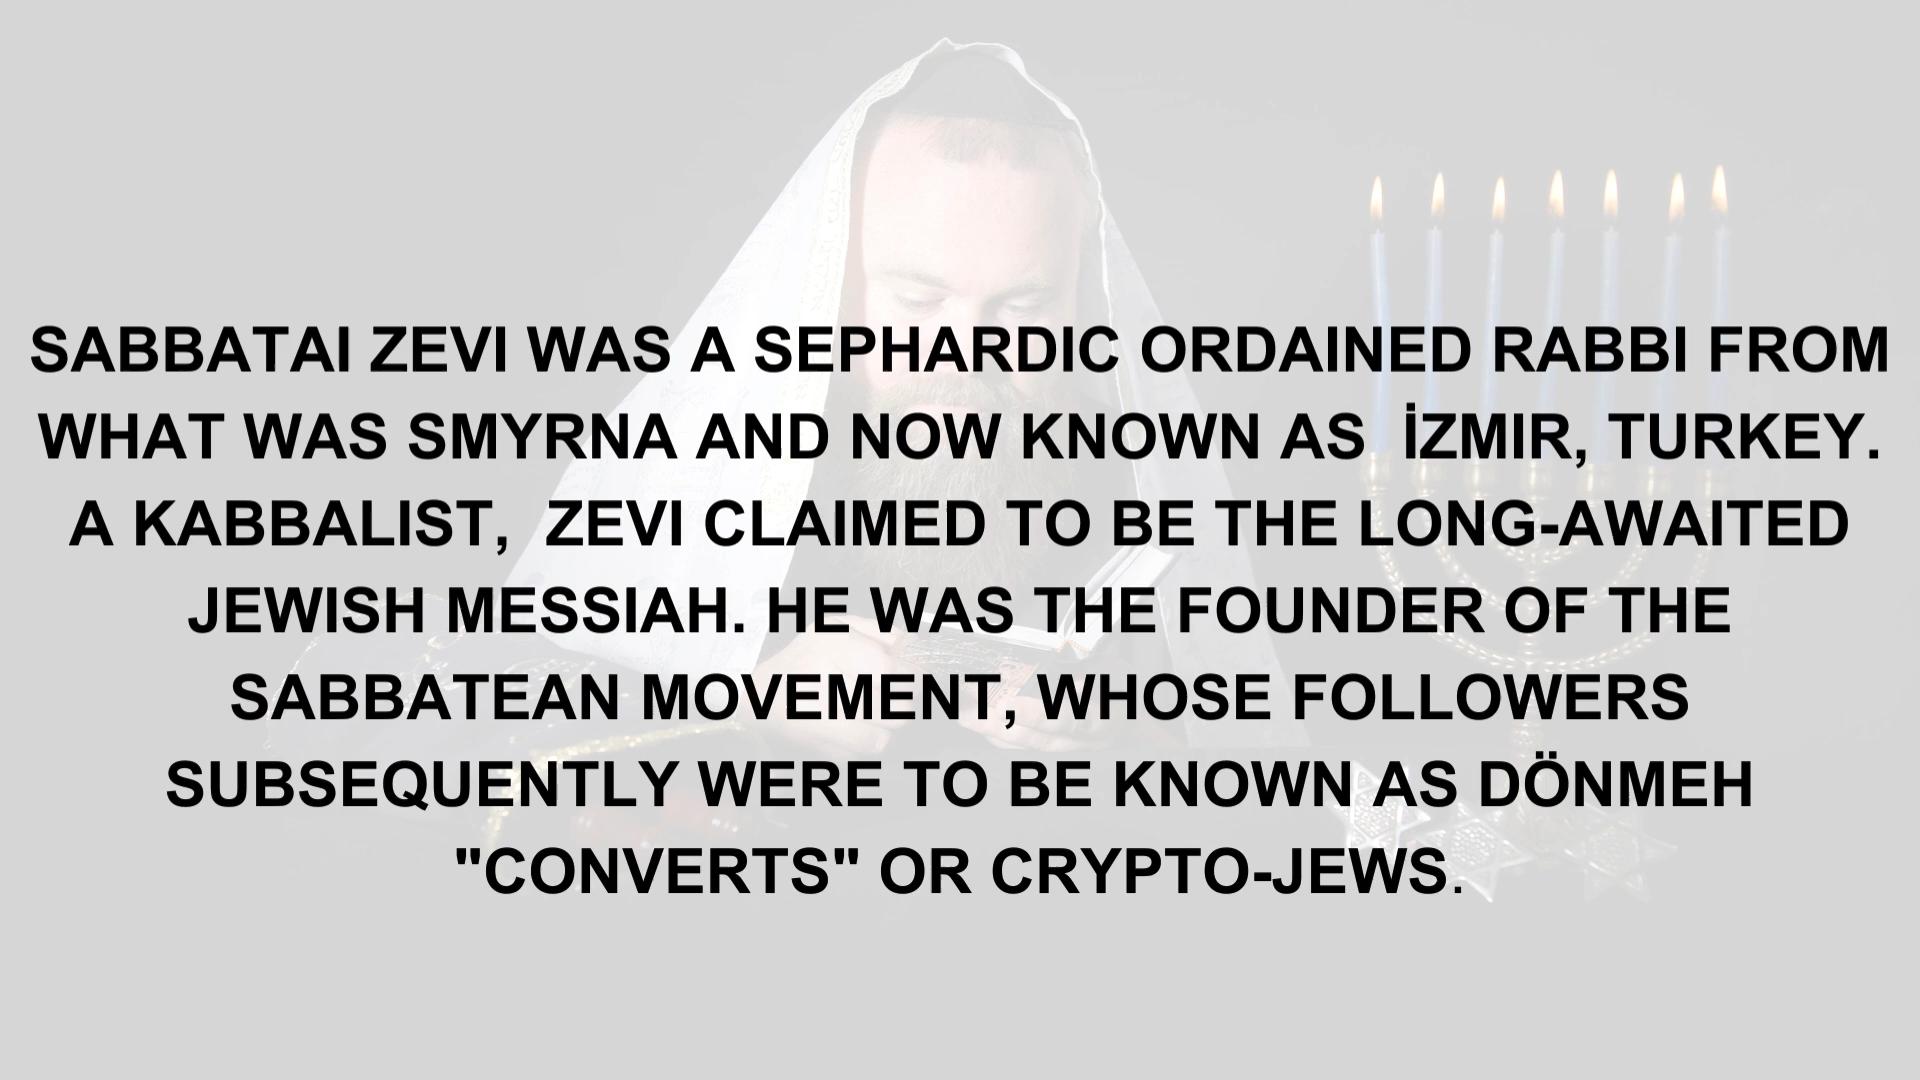 SABBATAI ZEVI WAS A SEPHARDIC ORDAINED RABBI FROM
WHAT WAS SMYRNA AND NOW KNOWN AS  İZMIR, TURKEY.
A KABBALIST,  ZEVI CLAIMED TO BE THE LONG-AWAITED
JEWISH MESSIAH. HE WAS THE FOUNDER OF THE
SABBATEAN MOVEMENT, WHOSE FOLLOWERS
SUBSEQUENTLY WERE TO BE KNOWN AS DÖNMEH
"CONVERTS" OR CRYPTO-JEWS.